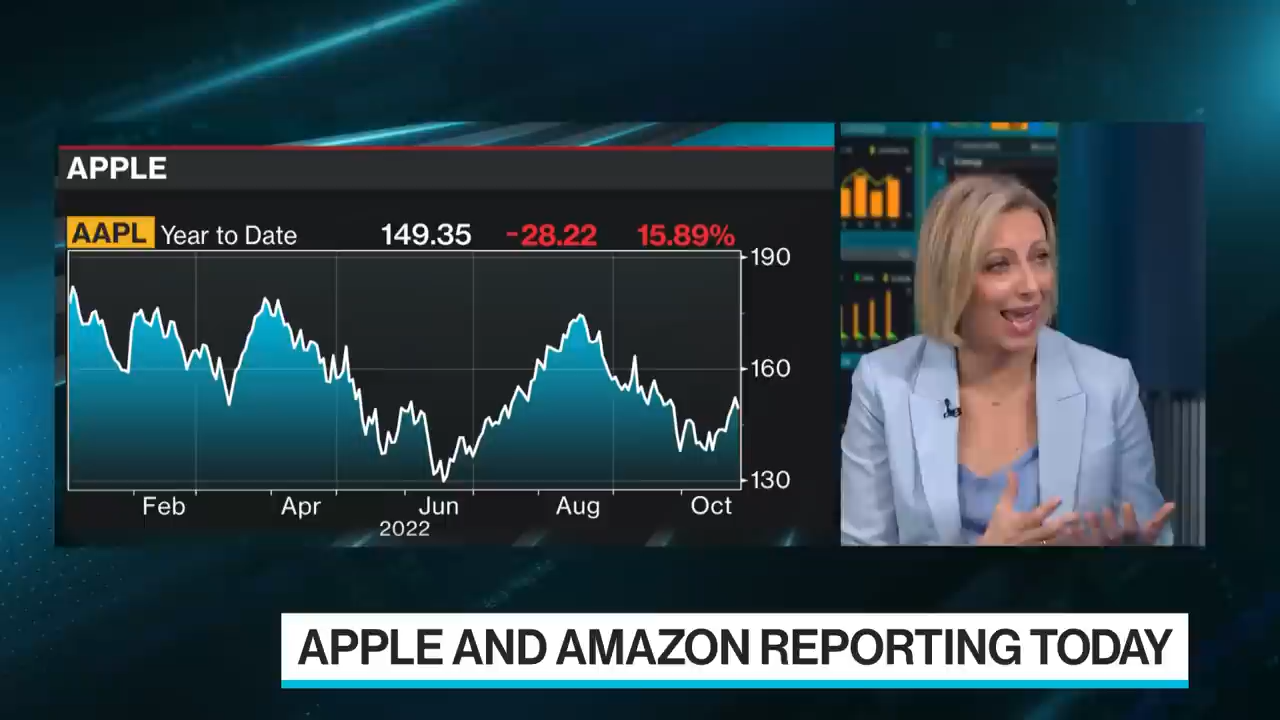 APPLE
AAPL Year to Date 149.35 -28.22 15.89%
190
160
130
Feb Apr Jun Aug Oct
2022
APPLE AND AMAZON REPORTING TODAY